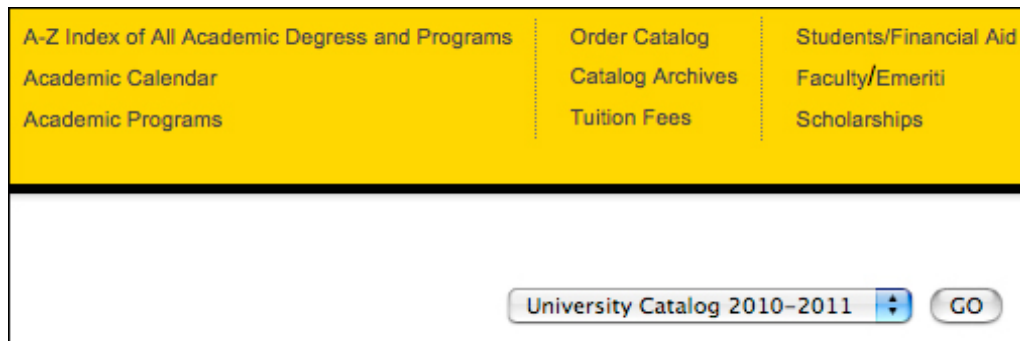 A-Z Index of All Academic Degress and Programs
Academic Calendar
Academic Programs
Order Catalog
Catalog Archives
Tuition Fees
Students/Financial Aid
Faculty/Emeriti
Scholarships
University Catalog 2010-2011
GO